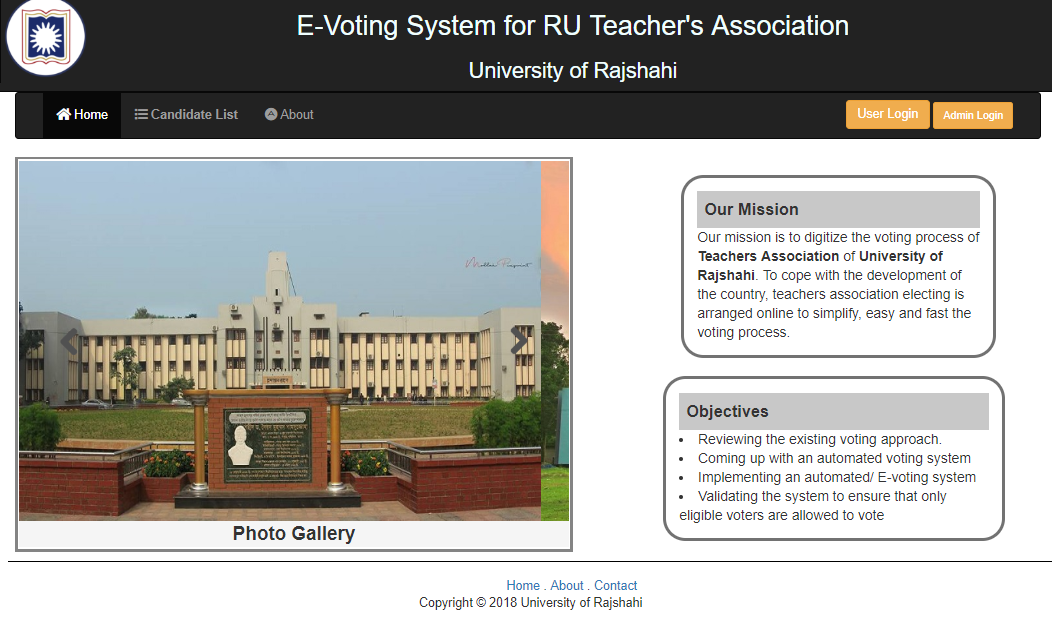 E-Voting System for RU Teacher's Association
University of Rajshahi
Home Candidate List About User Login Admin Login
Photo Gallery
Our Mission
Our mission is to digitize the voting process of
Teachers Association of University of
Rajshahi. To cope with the development of
the country, teachers association electing is
arranged online to simplify, easy and fast the
voting process.
Objectives
• Reviewing the existing voting approach.
• Coming up with an automated voting system
• Implementing an automated/ E-voting system
• Validating the system to ensure that only
eligible voters are allowed to vote
Home . About . Contact
Copyright © 2018 University of Rajshahi